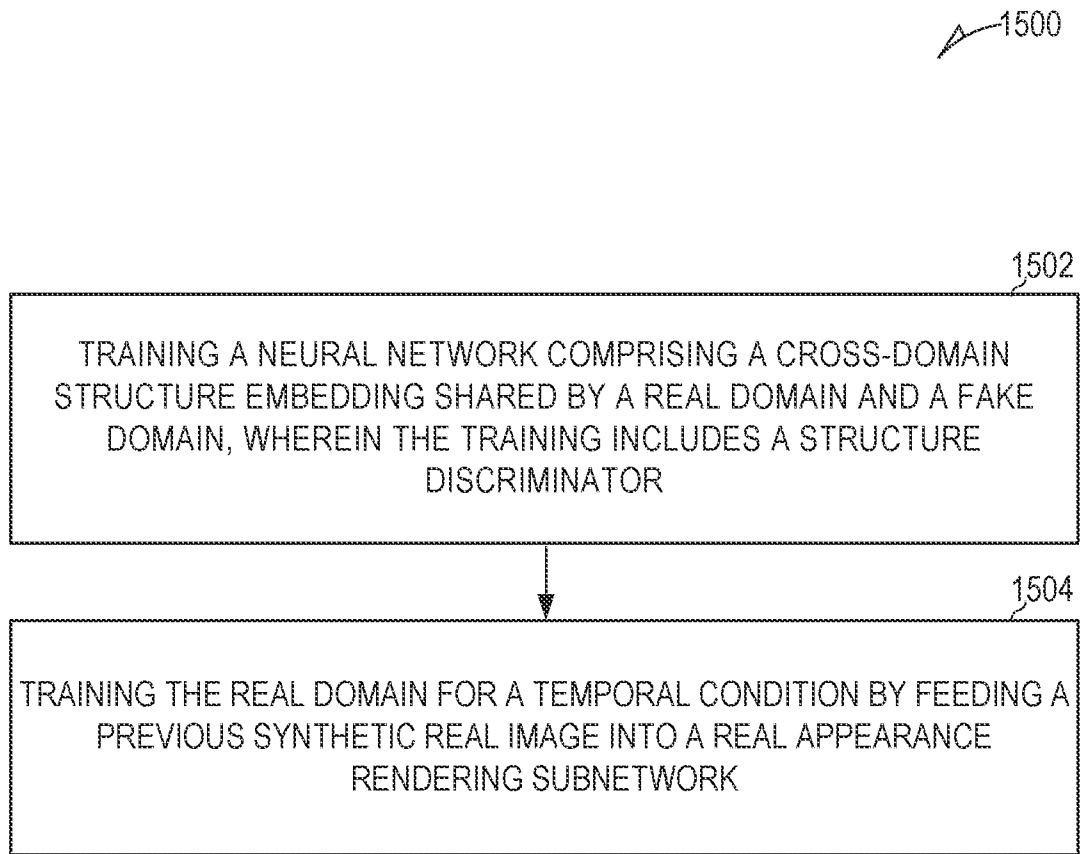 1500
1502
TRAINING A NEURAL NETWORK COMPRISING A CROSS-DOMAIN
STRUCTURE EMBEDDING SHARED BY A REAL DOMAIN AND A FAKE
DOMAIN, WHEREIN THE TRAINING INCLUDES A STRUCTURE
DISCRIMINATOR
1504
TRAINING THE REAL DOMAIN FOR A TEMPORAL CONDITION BY FEEDING A
PREVIOUS SYNTHETIC REAL IMAGE INTO A REAL APPEARANCE
RENDERING SUBNETWORK